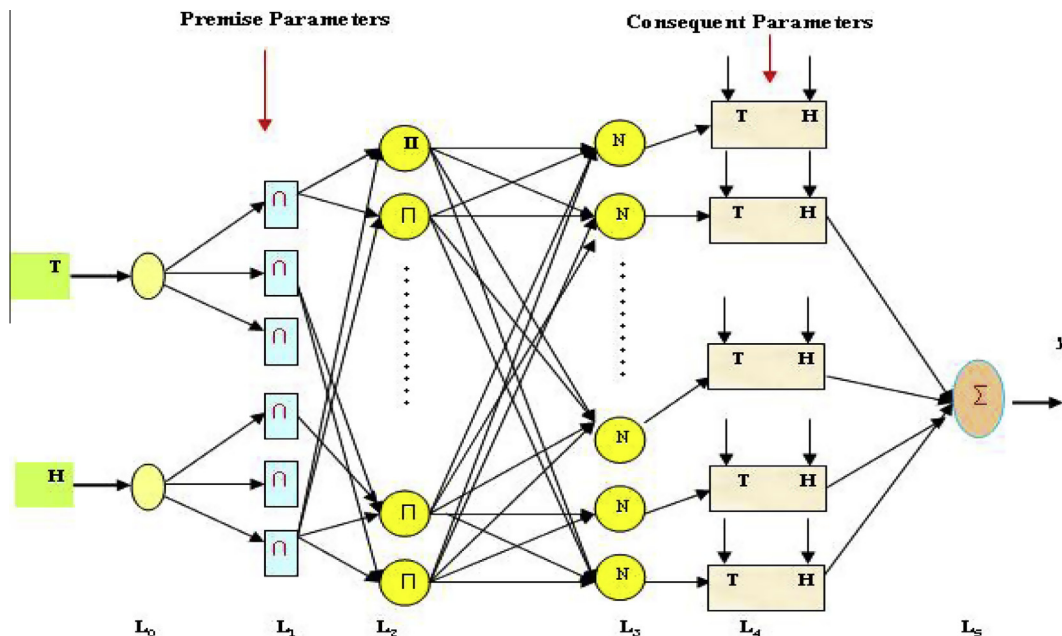 Premise Parameters
Consequent Parameters
T H
Π N
T H
∩ Π N
T ∩
∩
T H
∩ N
Σ
H ∩
T H
Π N
∩
T H
Π N
L₀ L₁ L₂ L₃ L₄ L₅